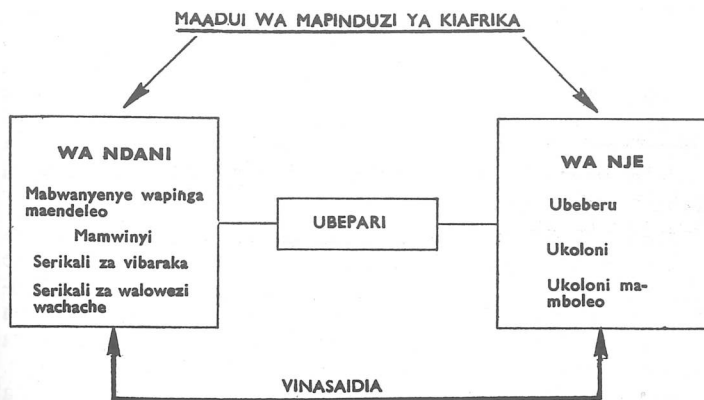 MAADUI WA MAPINDUZI YA KIAFRIKA
WA NDANI
Mabwanyenye wapinga
maendeleo
Mamwinyi
Serikali za vibaraka
Serikali za walowezi
wachache
UBEPARI
WA NJE
Ubeberu
Ukoloni
Ukoloni ma-
mboleo
VINASAIDIA